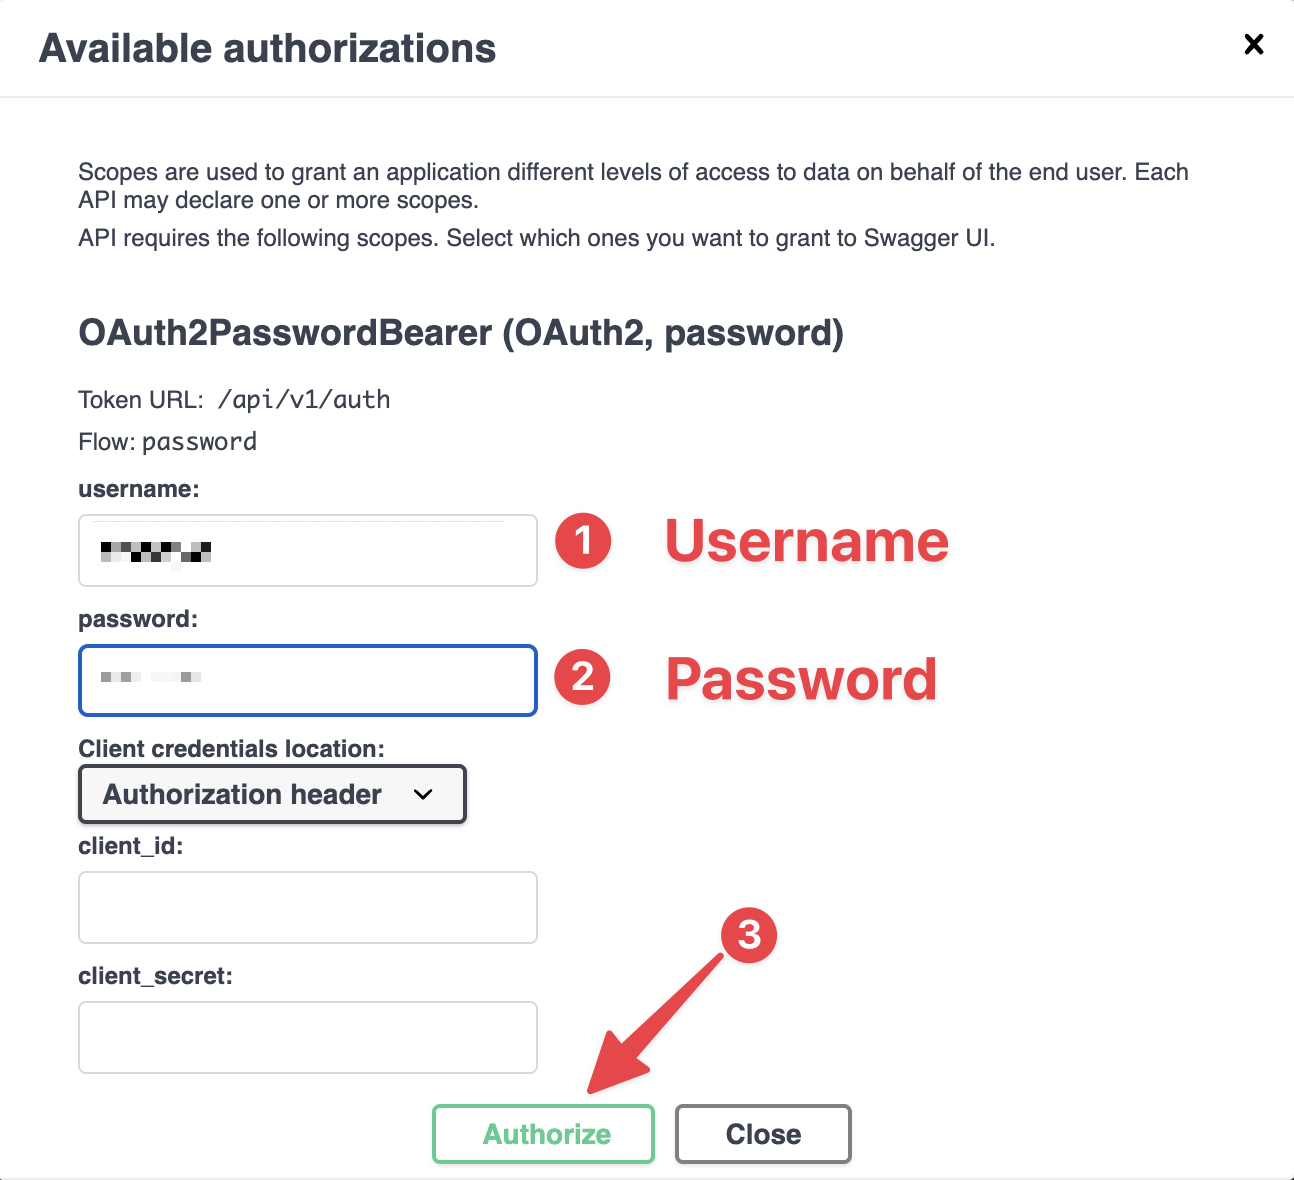 Available authorizations
Scopes are used to grant an application different levels of access to data on behalf of the end user. Each
API may declare one or more scopes.
API requires the following scopes. Select which ones you want to grant to Swagger UI.
OAuth2PasswordBearer (OAuth2, password)
Token URL: /api/v1/auth
Flow: password
username:
1 Username
password:
2 Password
Client credentials location:
Authorization header
client_id:
3
client_secret:
Authorize Close